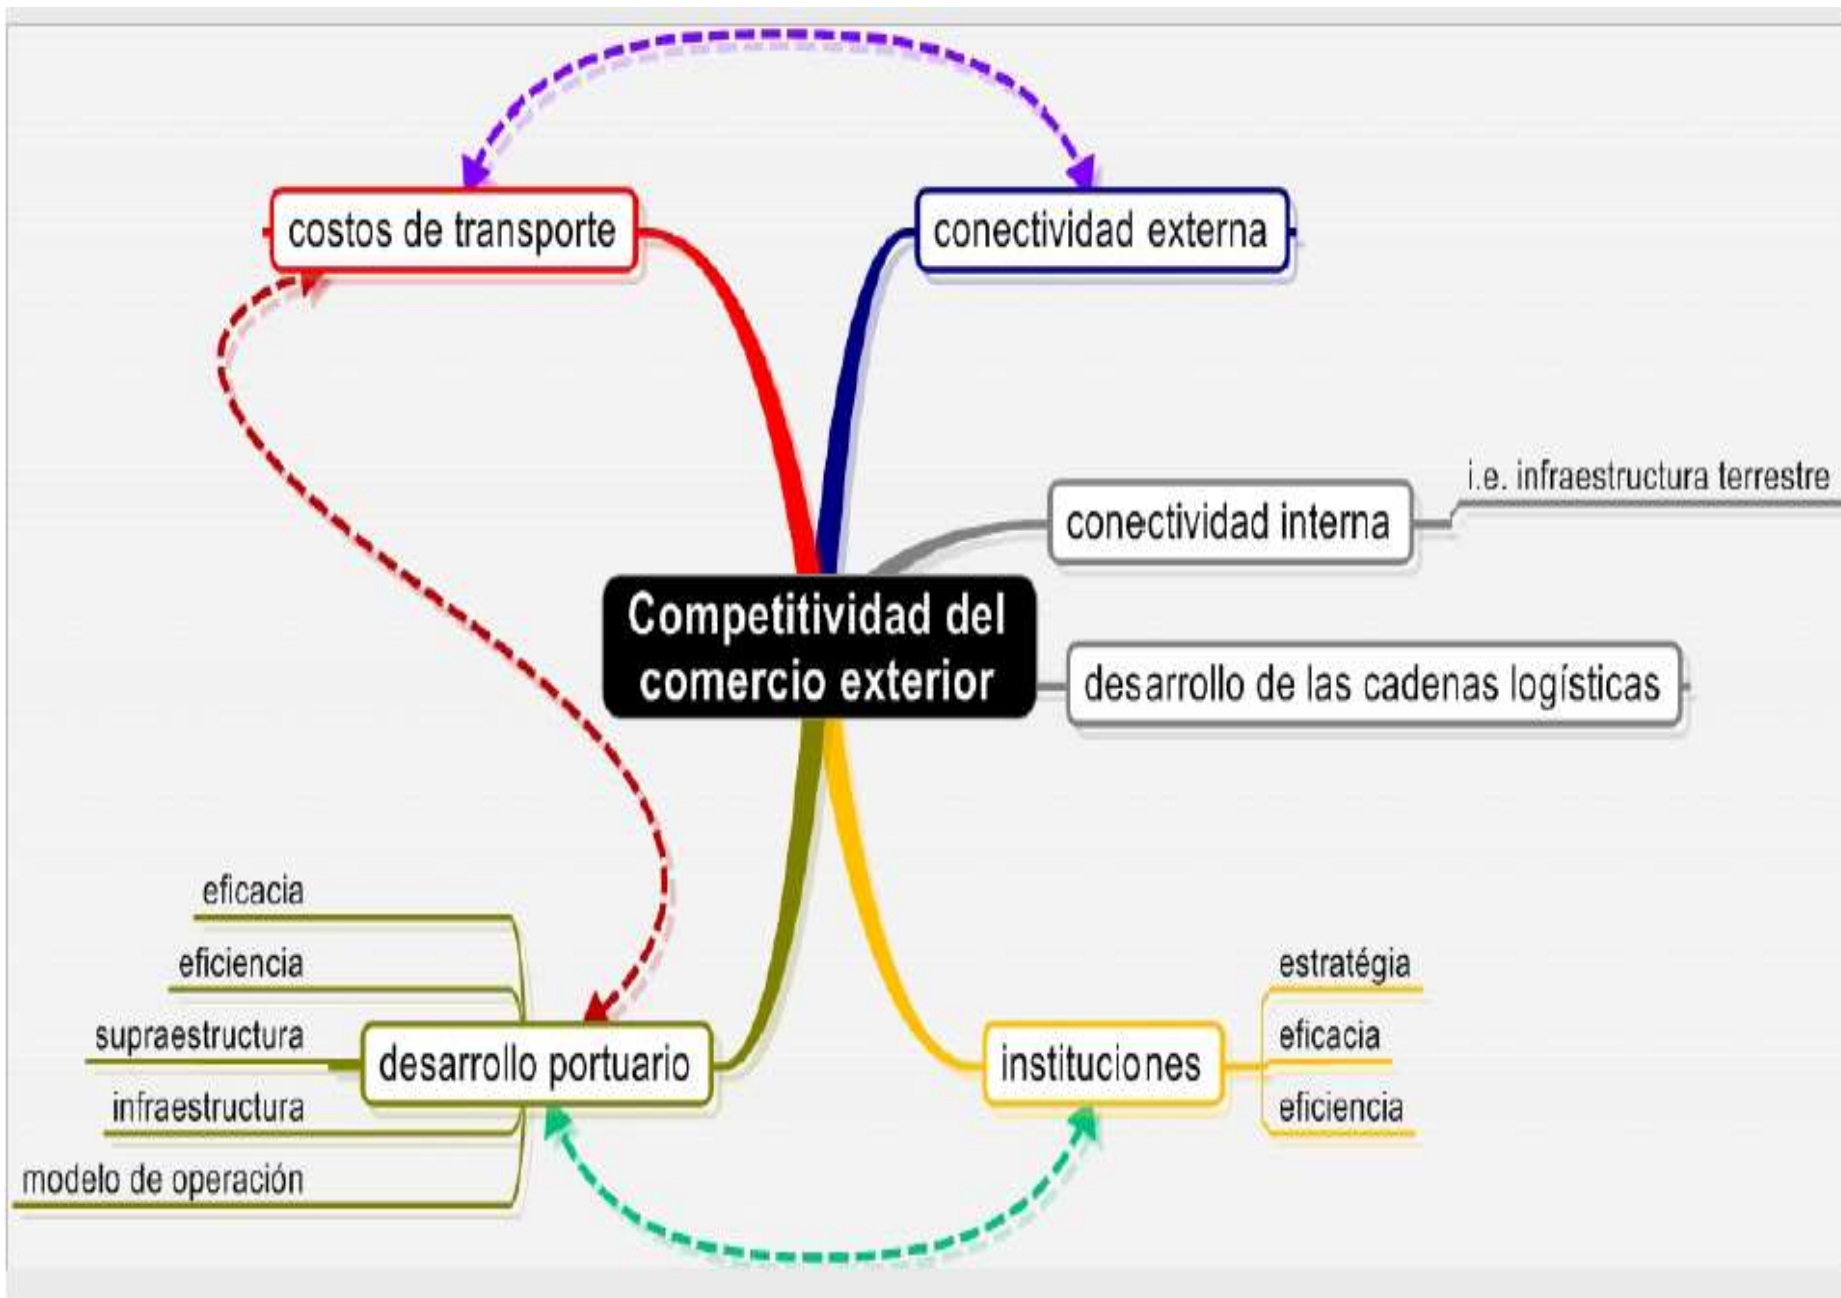 costos de transporte
conectividad externa
i.e. infraestructura terrestre
conectividad interna
Competitividad del
comercio exterior
desarrollo de las cadenas logísticas
eficacia
eficiencia
supraestructura
infraestructura
modelo de operación
desarrollo portuario
instituciones
estratégia
eficacia
eficiencia